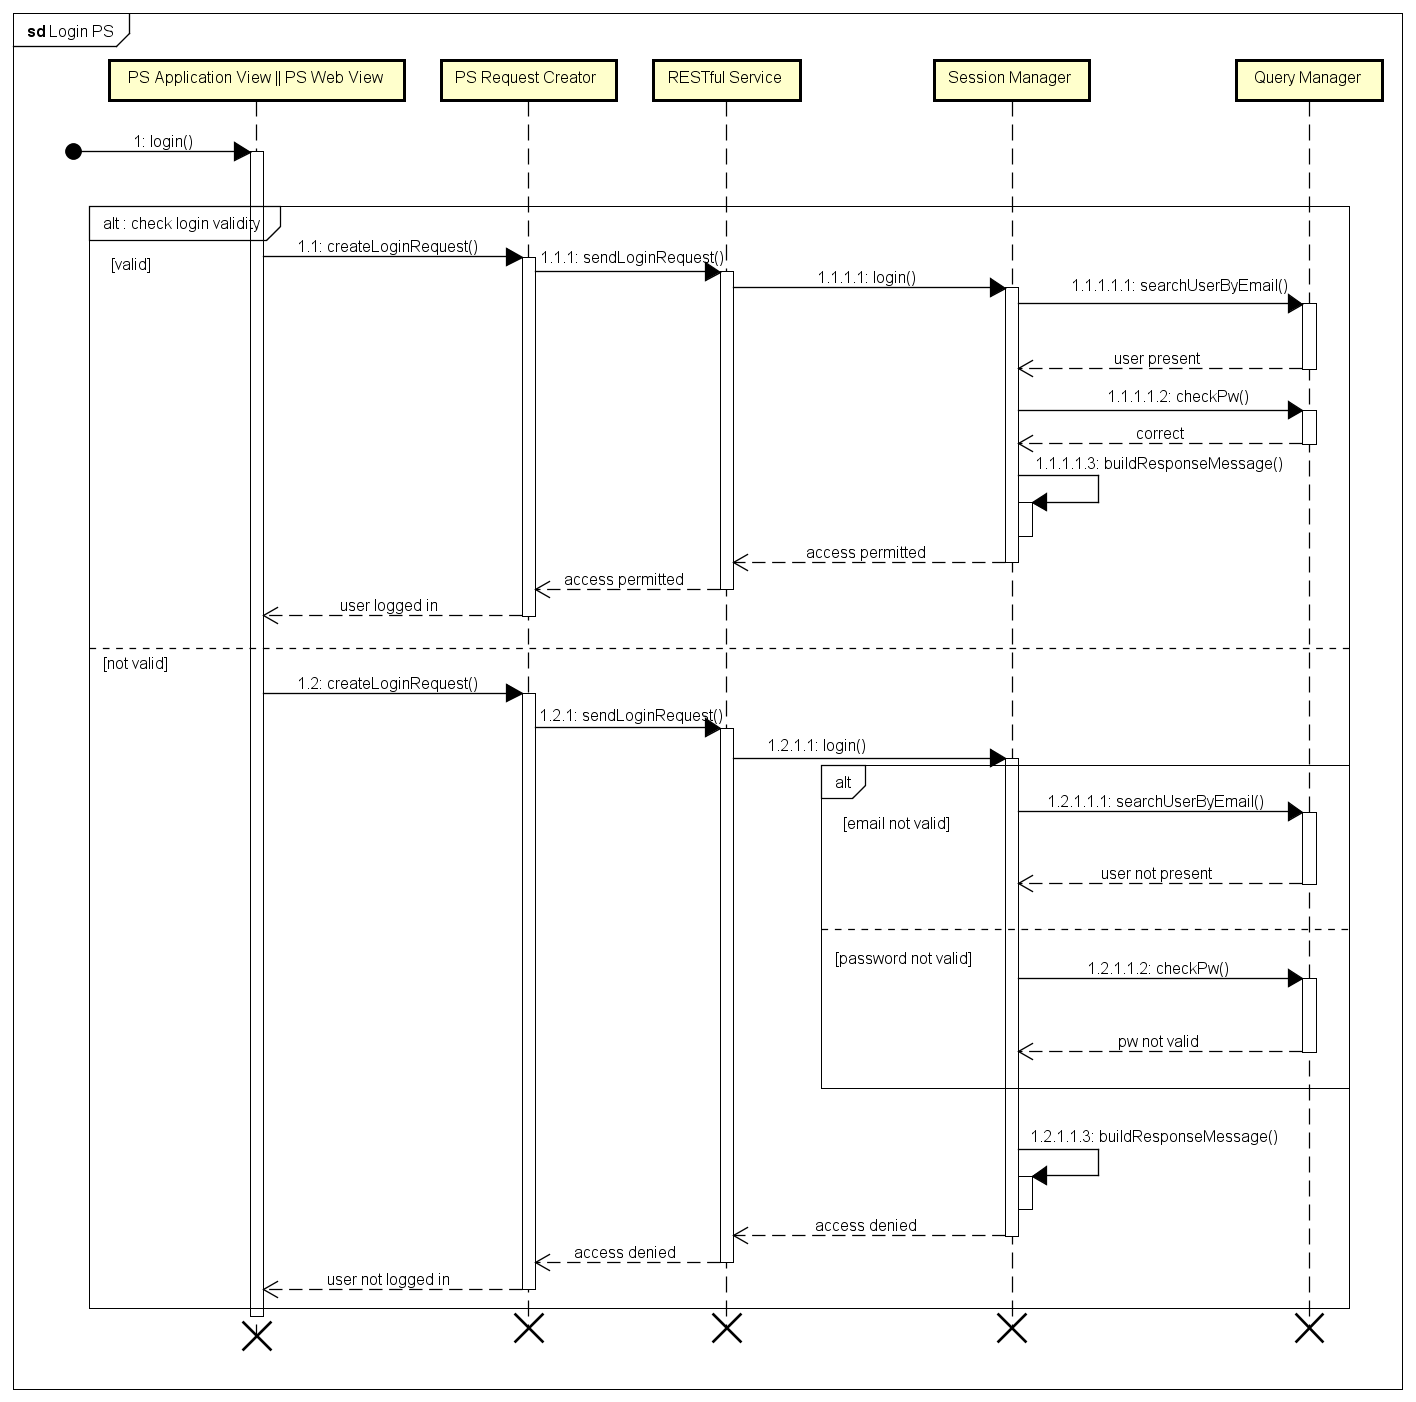 sd Login PS
PS Application View || PS Web View
PS Request Creator
RESTful Service
Session Manager
Query Manager
1: login()
alt : check login validity
[valid]
1.1: createLoginRequest()
1.1.1: sendLoginRequest()
1.1.1.1: login()
1.1.1.1.1: searchUserByEmail()
user present
1.1.1.1.2: checkPw()
correct
1.1.1.1.3: buildResponseMessage()
access permitted
access permitted
user logged in
[not valid]
1.2: createLoginRequest()
1.2.1: sendLoginRequest()
1.2.1.1: login()
alt
[email not valid]
1.2.1.1.1: searchUserByEmail()
user not present
[password not valid]
1.2.1.1.2: checkPw()
pw not valid
1.2.1.1.3: buildResponseMessage()
access denied
access denied
user not logged in